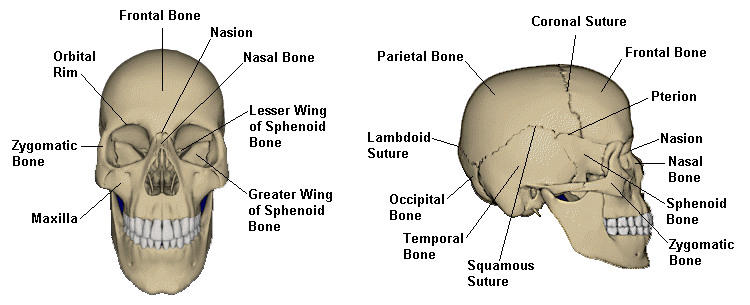 Frontal Bone
Nasion
Orbital
Rim
Nasal Bone
Lesser Wing
of Sphenoid
Bone
Zygomatic
Bone
Greater Wing
of Sphenoid
Bone
Maxilla
Coronal Suture
Parietal Bone
Frontal Bone
Pterion
Lambdoid
Suture
Nasion
Nasal
Bone
Occipital
Bone
Sphenoid
Bone
Temporal
Bone
Zygomatic
Bone
Squamous
Suture